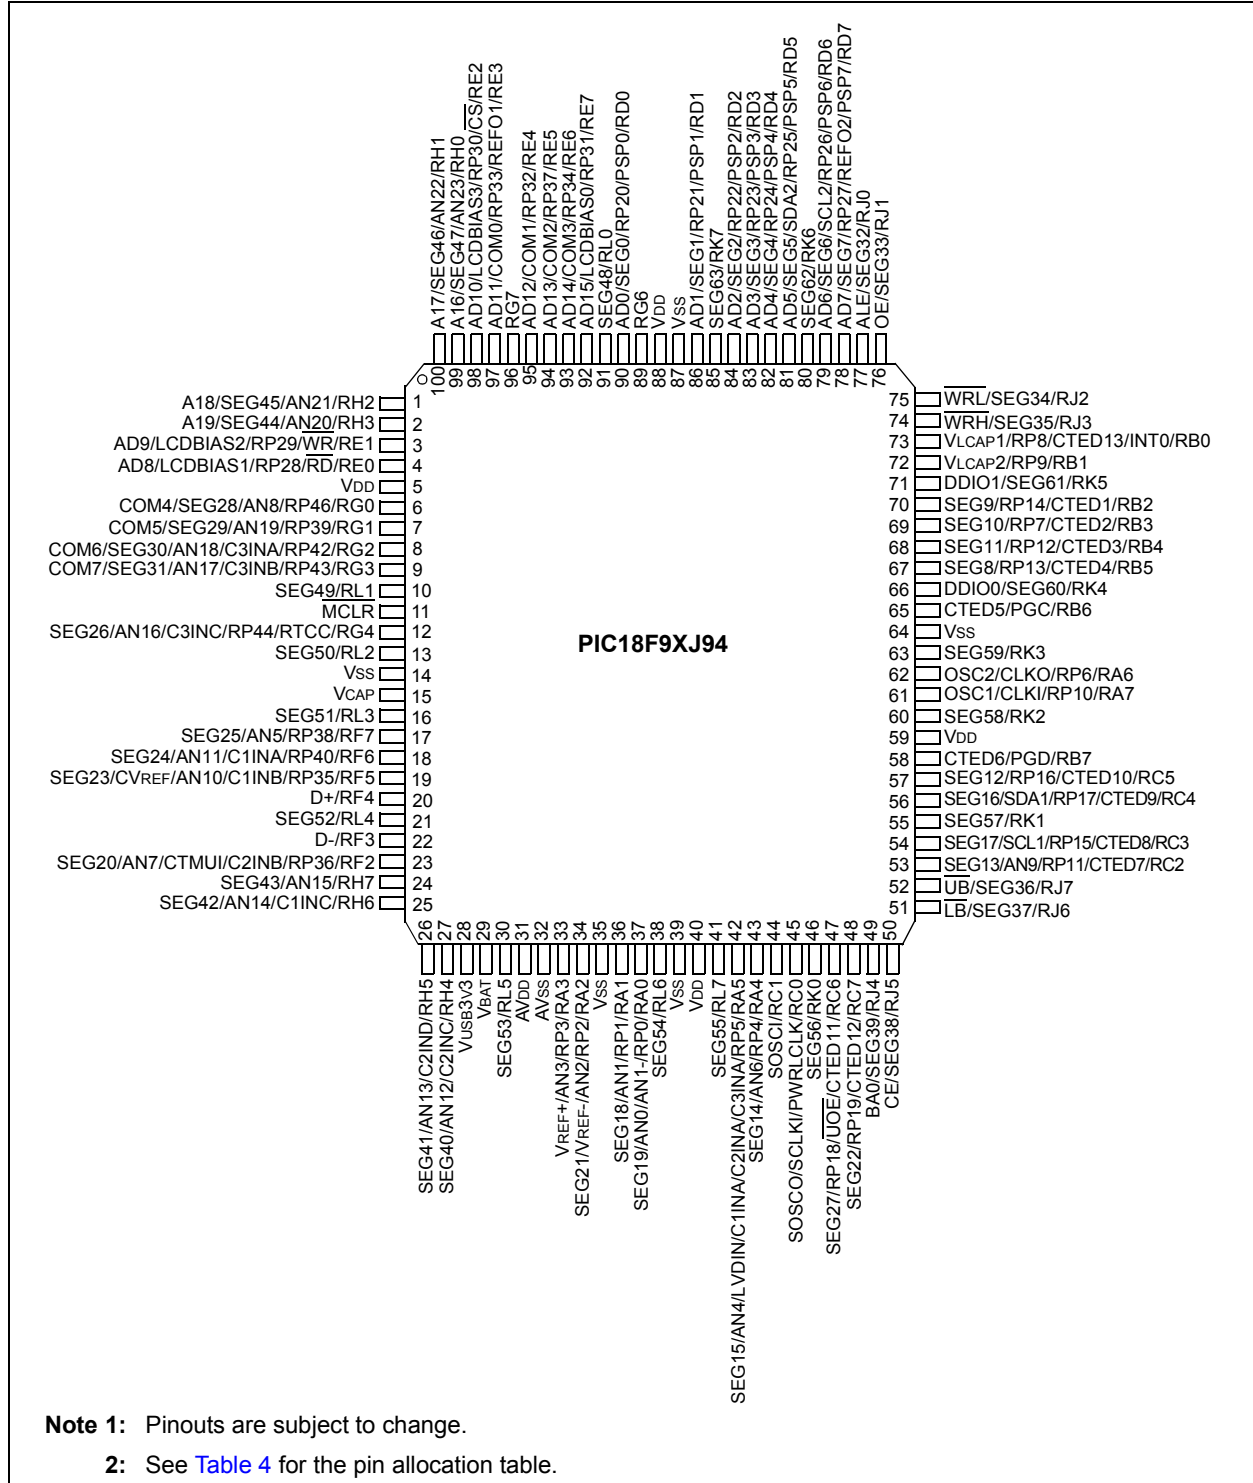 A17/SEG46/AN22/RH1
A16/SEG47/AN23/RH0
AD10/LCDBIAS3/RP30/CS/RE2
AD11/COM0/RP33/REFO1/RE3
RG7
AD12/COM1/RP32/RE4
AD13/COM2/RP37/RE5
AD14/COM3/RP34/RE6
AD15/LCDBIAS0/RP31/RE7
SEG48/RL0
AD0/SEG0/RP20/PSP0/RD0
RG6
VDD
VSS
AD1/SEG1/RP21/PSP1/RD1
SEG63/RK7
AD2/SEG2/RP22/PSP2/RD2
AD3/SEG3/RP23/PSP3/RD3
AD4/SEG4/RP24/PSP4/RD4
AD5/SEG5/SDA2/RP25/PSP5/RD5
SEG62/RK6
AD6/SEG6/SCL2/RP26/PSP6/RD6
AD7/SEG7/RP27/REFO2/PSP7/RD7
ALE/SEG32/RJ0
OE/SEG33/RJ1
100 99 98 97 96 95 94 93 92 91 90 89 88 87 86 85 84 83 82 81 80 79 78 77 76
A18/SEG45/AN21/RH2 1
A19/SEG44/AN20/RH3 2
AD9/LCDBIAS2/RP29/WR/RE1 3
AD8/LCDBIAS1/RP28/RD/RE0 4
VDD 5
COM4/SEG28/AN8/RP46/RG0 6
COM5/SEG29/AN19/RP39/RG1 7
COM6/SEG30/AN18/C3INA/RP42/RG2 8
COM7/SEG31/AN17/C3INB/RP43/RG3 9
SEG49/RL1 10
MCLR 11
SEG26/AN16/C3INC/RP44/RTCC/RG4 12
SEG50/RL2 13
VSS 14
VCAP 15
SEG51/RL3 16
SEG25/AN5/RP38/RF7 17
SEG24/AN11/C1INA/RP40/RF6 18
SEG23/CVREF/AN10/C1INB/RP35/RF5 19
D+/RF4 20
SEG52/RL4 21
D-/RF3 22
SEG20/AN7/CTMUI/C2INB/RP36/RF2 23
SEG43/AN15/RH7 24
SEG42/AN14/C1INC/RH6 25
PIC18F9XJ94
75 WRL/SEG34/RJ2
74 WRH/SEG35/RJ3
73 VLCAP1/RP8/CTED13/INT0/RB0
72 VLCAP2/RP9/RB1
71 DDIO1/SEG61/RK5
70 SEG9/RP14/CTED1/RB2
69 SEG10/RP7/CTED2/RB3
68 SEG11/RP12/CTED3/RB4
67 SEG8/RP13/CTED4/RB5
66 DDIO0/SEG60/RK4
65 CTED5/PGC/RB6
64 VSS
63 SEG59/RK3
62 OSC2/CLKO/RP6/RA6
61 OSC1/CLKI/RP10/RA7
60 SEG58/RK2
59 VDD
58 CTED6/PGD/RB7
57 SEG12/RP16/CTED10/RC5
56 SEG16/SDA1/RP17/CTED9/RC4
55 SEG57/RK1
54 SEG17/SCL1/RP15/CTED8/RC3
53 SEG13/AN9/RP11/CTED7/RC2
52 UB/SEG36/RJ7
51 LB/SEG37/RJ6
26 27 28 29 30 31 32 33 34 35 36 37 38 39 40 41 42 43 44 45 46 47 48 49 50
SEG41/AN13/C2IND/RH5
SEG40/AN12/C2INC/RH4
VUSB3V3
VBAT
SEG53/RL5
AVDD
AVSS
VREF+/AN3/RP3/RA3
SEG21/VREF-/AN2/RP2/RA2
VSS
SEG18/AN1/RP1/RA1
SEG19/AN0/AN1-/RP0/RA0
SEG54/RL6
VSS
VDD
SEG55/RL7
SEG15/AN4/LVDIN/C1INA/C2INA/C3INA/RP5/RA5
SEG14/AN6/RP4/RA4
SOSCI/RC1
SOSCO/SCLKI/PWRLCLK/RC0
SEG56/RK0
SEG27/RP18/UOE/CTED11/RC6
SEG22/RP19/CTED12/RC7
BA0/SEG39/RJ4
CE/SEG38/RJ5
Note 1: Pinouts are subject to change.
2: See Table 4 for the pin allocation table.